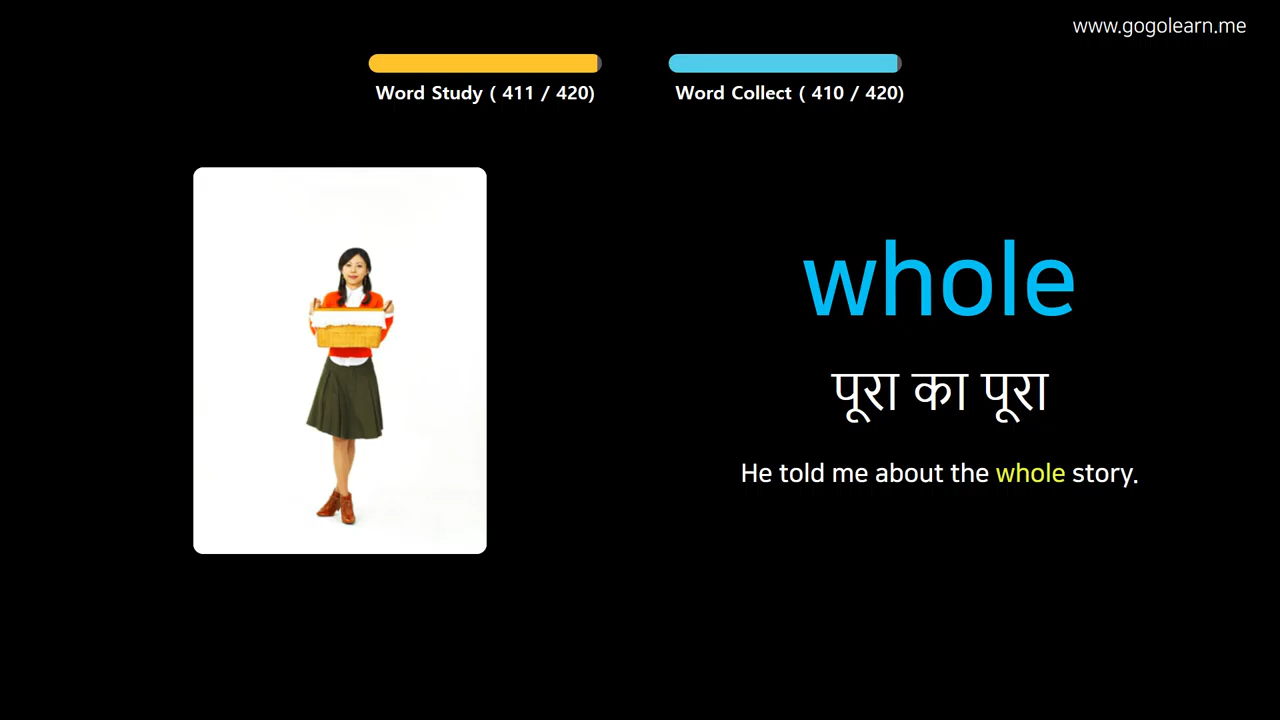 www.gogolearn.me
Word Study ( 411 / 420)
Word Collect ( 410 / 420)
whole
पूरा का पूरा
He told me about the whole story.